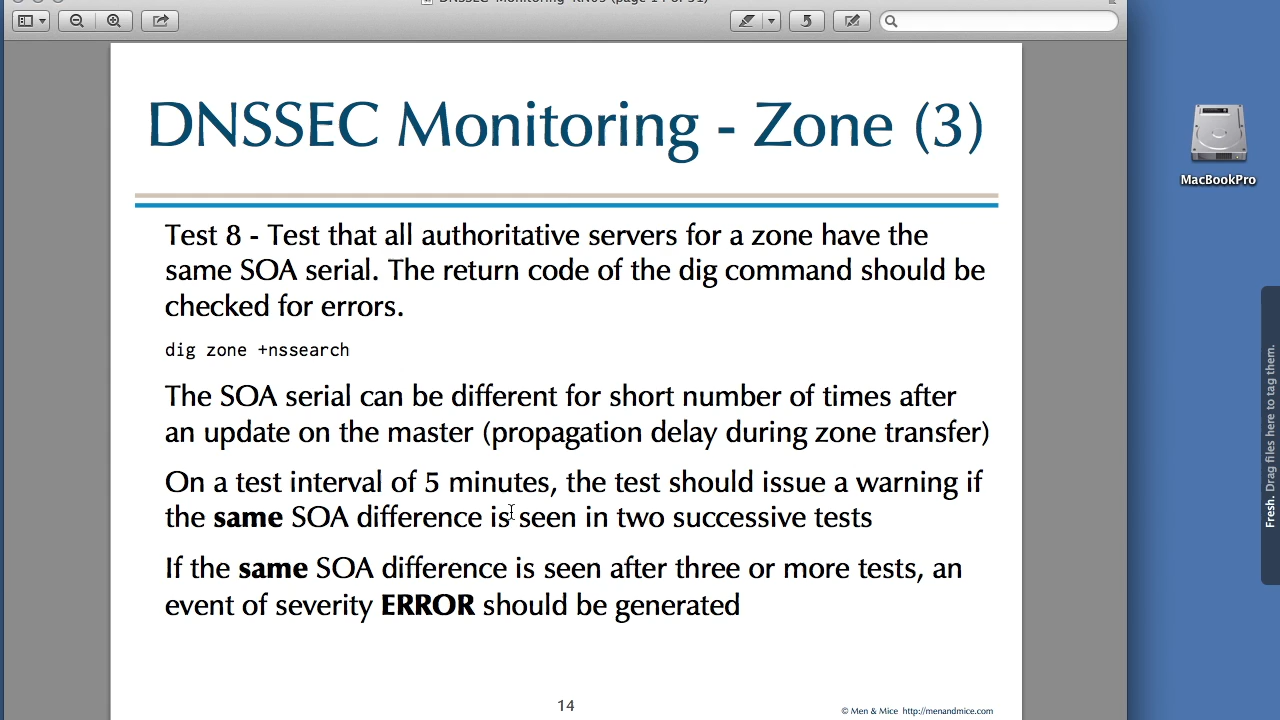 DNSSEC Monitoring - Zone (3)
Test 8 - Test that all authoritative servers for a zone have the
same SOA serial. The return code of the dig command should be
checked for errors.
dig zone +nssearch
The SOA serial can be different for short number of times after
an update on the master (propagation delay during zone transfer)
On a test interval of 5 minutes, the test should issue a warning if
the same SOA difference is seen in two successive tests
If the same SOA difference is seen after three or more tests, an
event of severity ERROR should be generated
14
© Men & Mice http://menandmice.com
MacBookPro
Fresh. Drag files here to tag them.